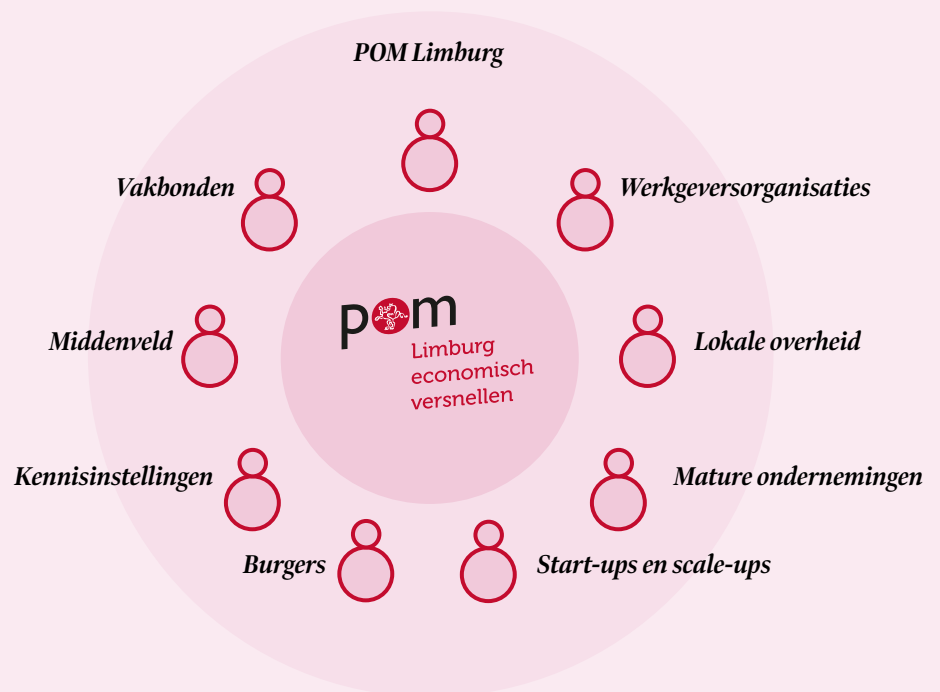 POM Limburg
Vakbonden
Werkgeversorganisaties
pom
Limburg
economisch
versnellen
Middenveld
Lokale overheid
Kennisinstellingen
Mature ondernemingen
Burgers
Start-ups en scale-ups